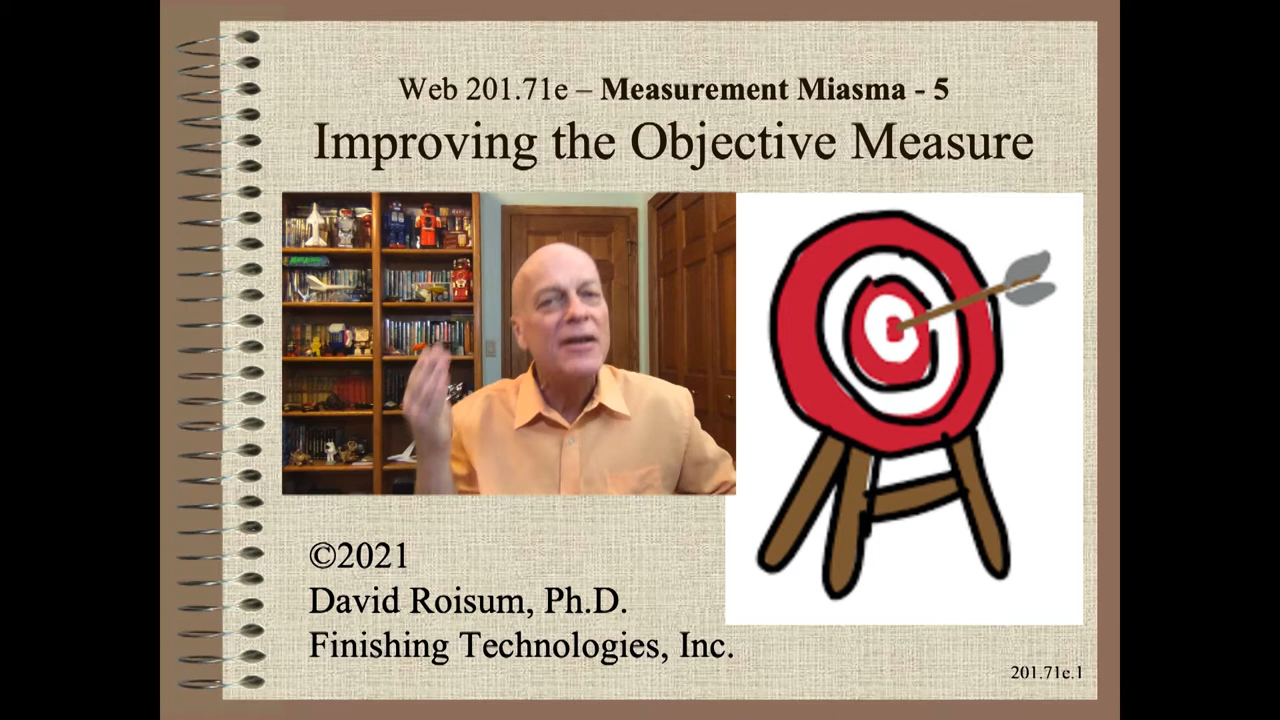 Web 201.71e – Measurement Miasma - 5
Improving the Objective Measure
©2021
David Roisum, Ph.D.
Finishing Technologies, Inc.
201.71e.1